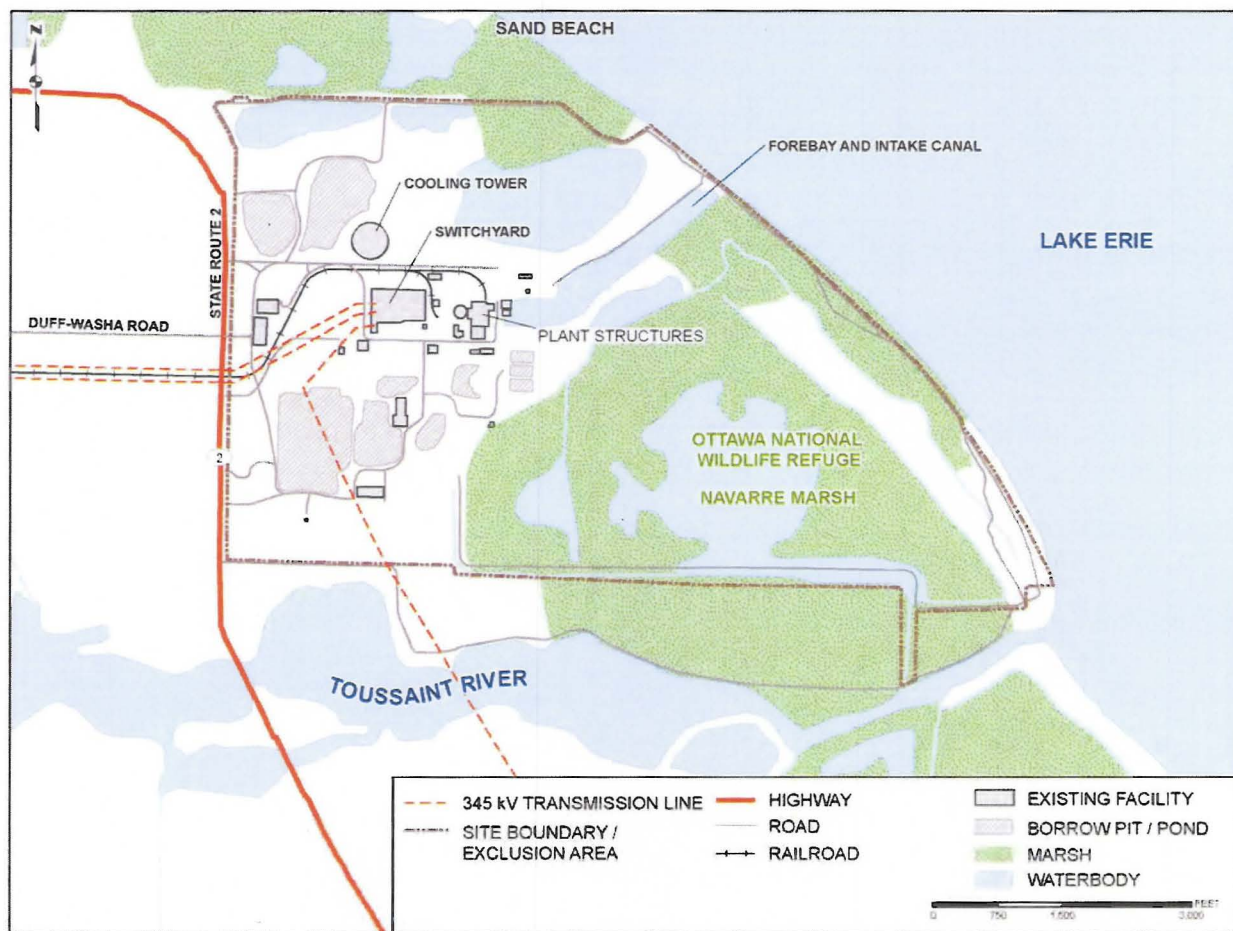 N
SAND BEACH
FOREBAY AND INTAKE CANAL
COOLING TOWER
STATE ROUTE 2
SWITCHYARD
LAKE ERIE
DUFF-WASHA ROAD
PLANT STRUCTURES
OTTAWA NATIONAL
WILDLIFE REFUGE
NAVARRE MARSH
2
TOUSSAINT RIVER
345 kV TRANSMISSION LINE
SITE BOUNDARY /
EXCLUSION AREA
HIGHWAY
ROAD
RAILROAD
EXISTING FACILITY
BORROW PIT / POND
MARSH
WATERBODY
FEET
0 750 1,500 3,000